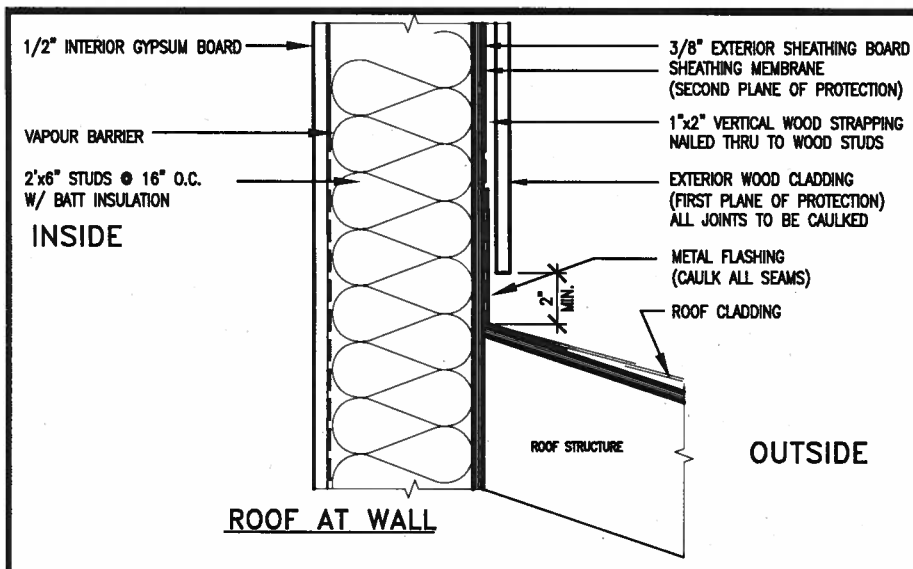 1/2" INTERIOR GYPSUM BOARD
VAPOUR BARRIER
2'x6" STUDS @ 16" O.C.
W/ BATT INSULATION
INSIDE
3/8" EXTERIOR SHEATHING BOARD
SHEATHING MEMBRANE
(SECOND PLANE OF PROTECTION)
1"x2" VERTICAL WOOD STRAPPING
NAILED THRU TO WOOD STUDS
EXTERIOR WOOD CLADDING
(FIRST PLANE OF PROTECTION)
ALL JOINTS TO BE CAULKED
METAL FLASHING
(CAULK ALL SEAMS)
2"
MIN.
ROOF CLADDING
ROOF STRUCTURE
OUTSIDE
ROOF AT WALL